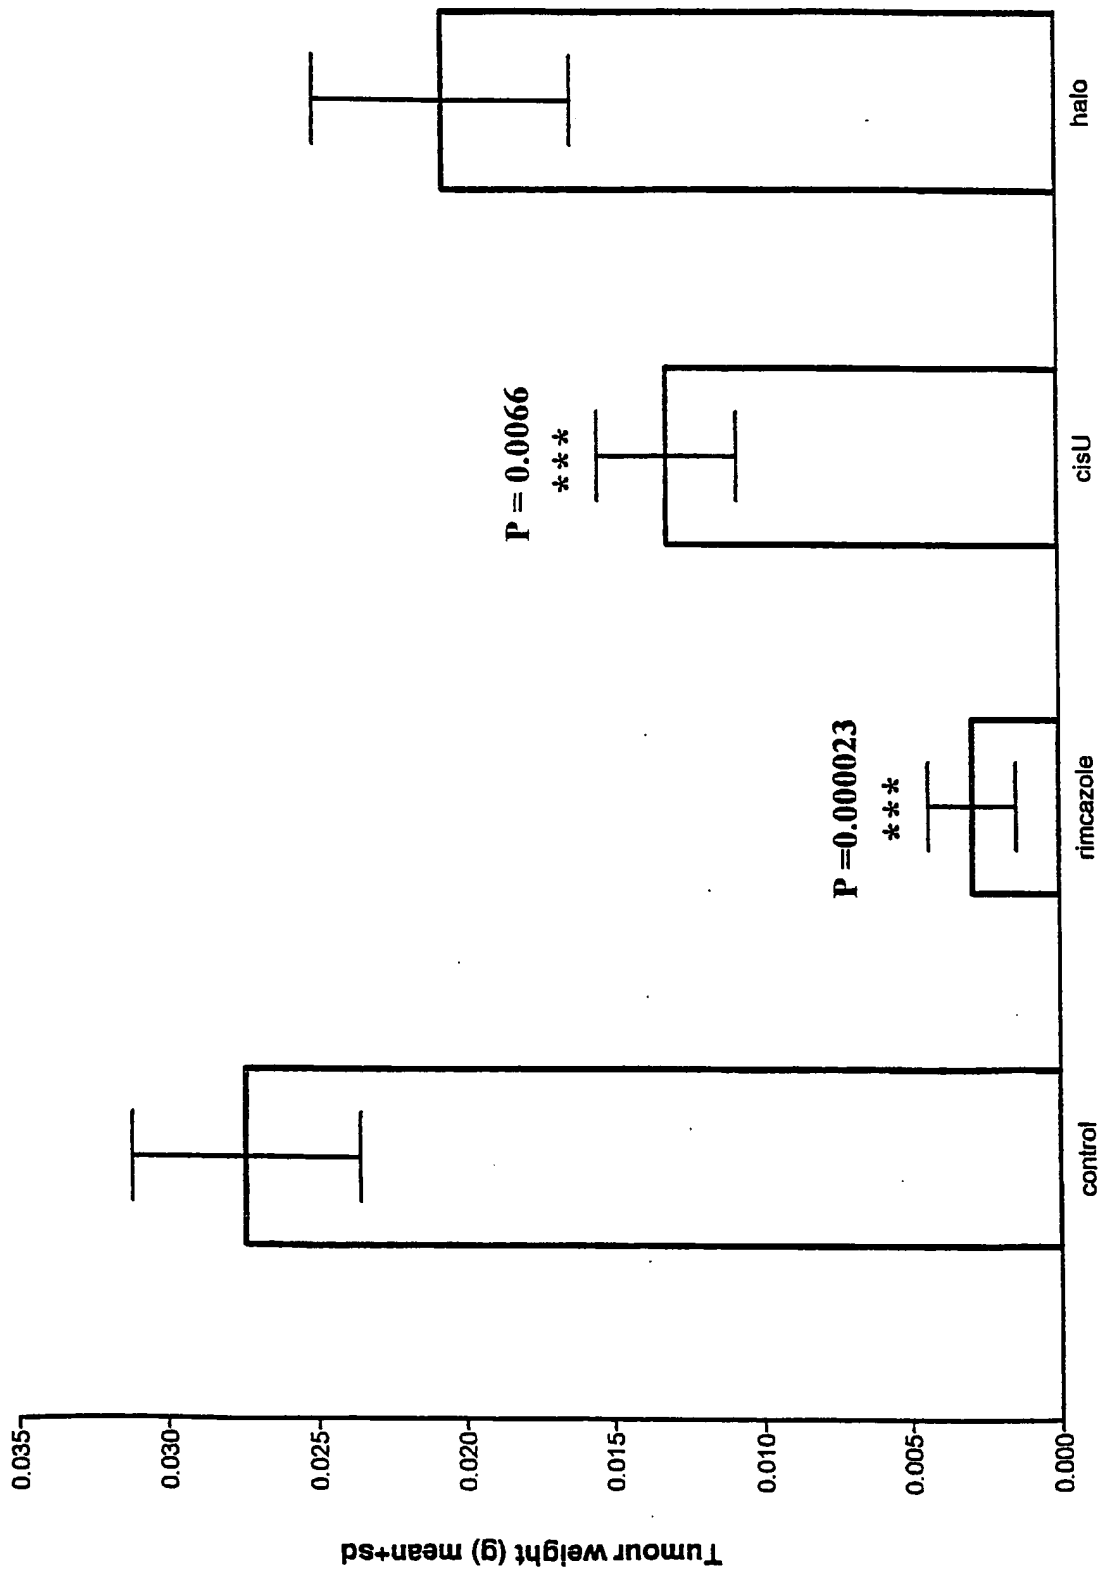 Tumour weight (g) mean+sd
0.035
0.030
0.025
0.020
0.015
0.010
0.005
0.000
P =0.000023
***
P = 0.0066
***
control
rimcazole
cisU
halo